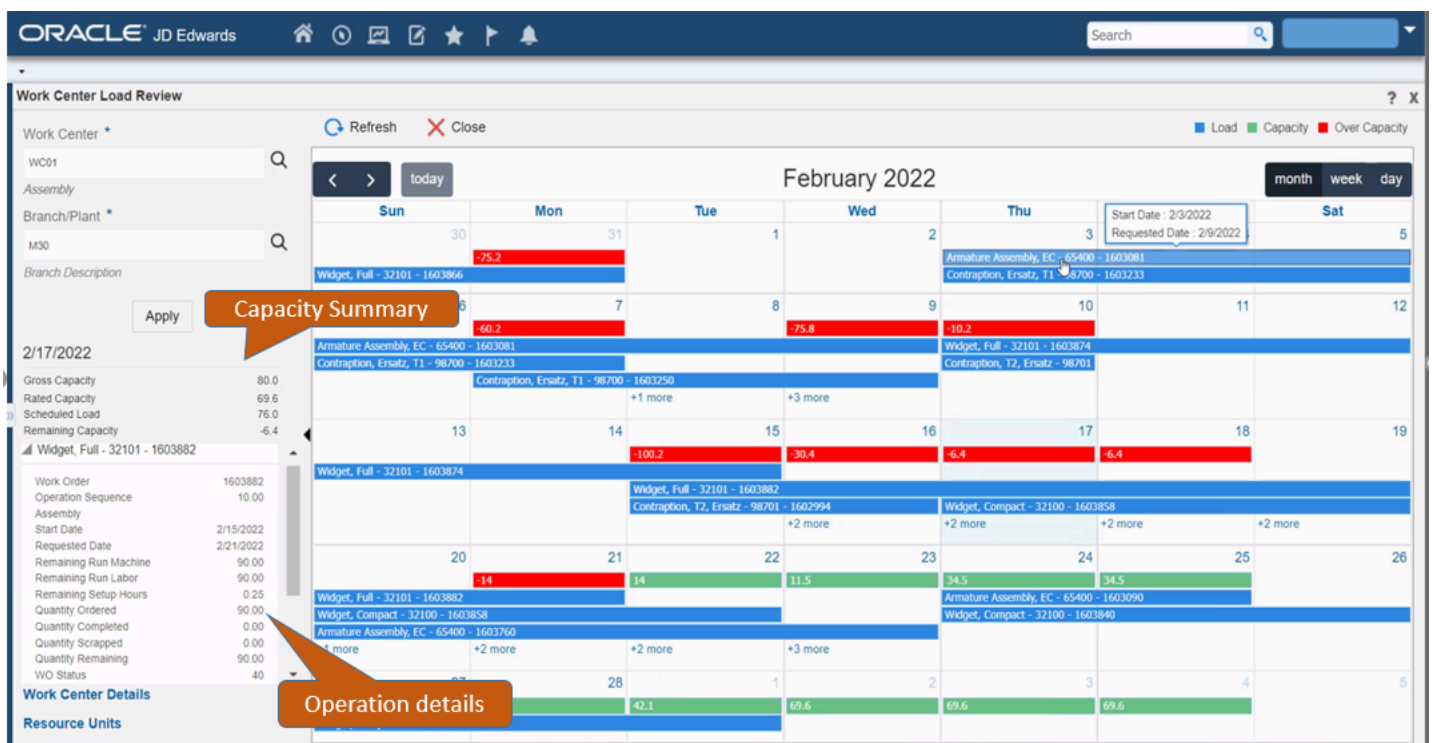 ORACLE JD Edwards
Search
Work Center Load Review
? X
Work Center *
WC01
Assembly
Branch/Plant *
M30
Branch Description
Apply
Capacity Summary
2/17/2022
Gross Capacity 80.0
Rated Capacity 69.6
Scheduled Load 76.0
Remaining Capacity -6.4
Widget, Full - 32101 - 1603882
Work Order 1603882
Operation Sequence 10.00
Assembly
Start Date 2/15/2022
Requested Date 2/21/2022
Remaining Run Machine 90.00
Remaining Run Labor 90.00
Remaining Setup Hours 0.25
Quantity Ordered 90.00
Quantity Completed 0.00
Quantity Scrapped 0.00
Quantity Remaining 90.00
WO Status 40
Work Center Details
Resource Units
Operation details
Refresh Close
Load Capacity Over Capacity
< > today
February 2022
month week day
Sun Mon Tue Wed Thu Sat
Start Date : 2/3/2022
Requested Date : 2/9/2022
30 31 1 2 3 5
-75.2
Armature Assembly, EC - 65400 - 1603081
Widget, Full - 32101 - 1603866 Contraption, Ersatz, T1 - 98700 - 1603233
6 7 8 9 10 11 12
-60.2 -75.8 -10.2
Armature Assembly, EC - 65400 - 1603081 Widget, Full - 32101 - 1603874
Contraption, Ersatz, T1 - 98700 - 1603233 Contraption, T2, Ersatz - 98701
Contraption, Ersatz, T1 - 98700 - 1603250
+1 more +3 more
13 14 15 16 17 18 19
-100.2 -30.4 -6.4 -6.4
Widget, Full - 32101 - 1603874
Widget, Full - 32101 - 1603882
Contraption, T2, Ersatz - 98701 - 1602994 Widget, Compact - 32100 - 1603858
+2 more +2 more +2 more +2 more
20 21 22 23 24 25 26
-14 14 11.5 34.5 34.5
Widget, Full - 32101 - 1603882 Armature Assembly, EC - 65400 - 1603090
Widget, Compact - 32100 - 1603858 Widget, Compact - 32100 - 1603840
Armature Assembly, EC - 65400 - 1603760
more +2 more +2 more +3 more
27 28 1 2 3 4 5
42.1 69.6 69.6 69.6